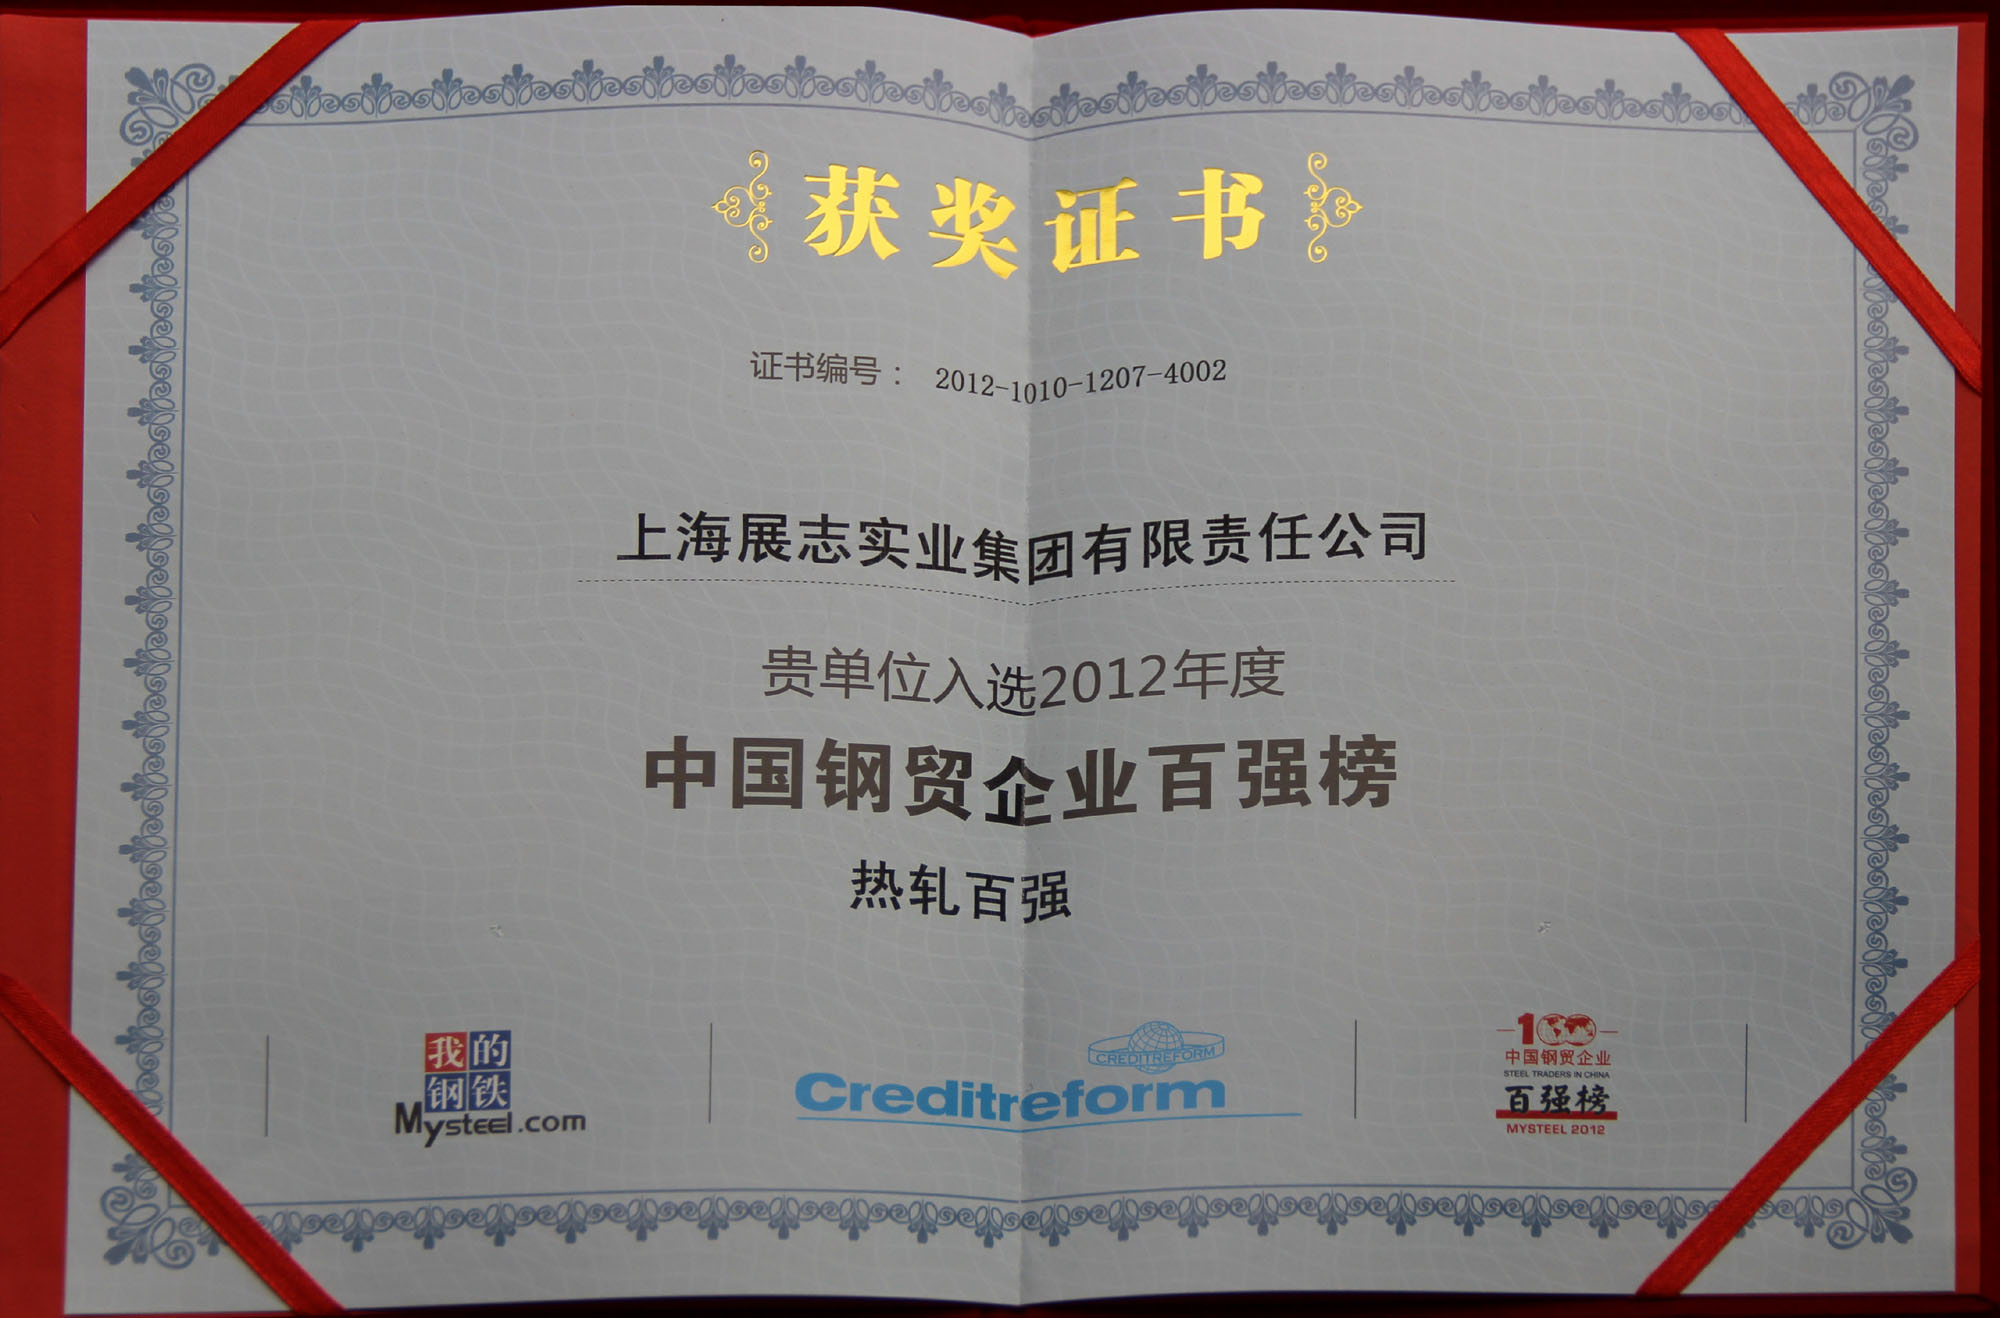 获奖证书
证书编号： 2012-1010-1207-4002
上海展志实业集团有限责任公司
贵单位入选2012年度
中国钢贸企业百强榜
热轧百强
我的
钢铁
Mysteel.com
CREDITREFORM
Creditreform
100
中国钢贸企业
STEEL TRADERS IN CHINA
百强榜
MYSTEEL 2012